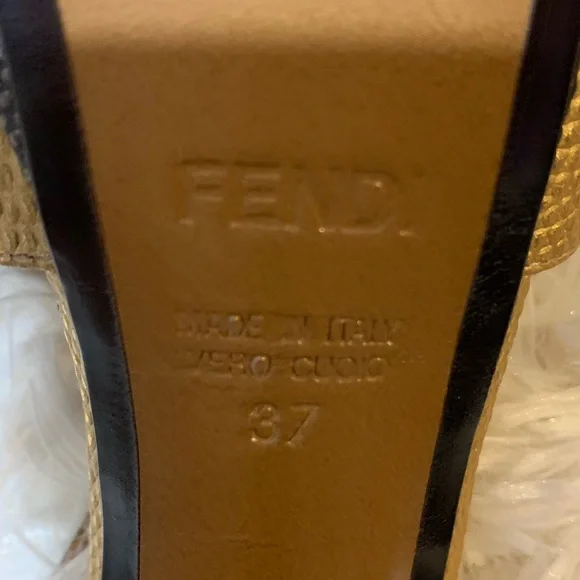 FENDI
MADE IN ITALY
VERO CUOIO
37